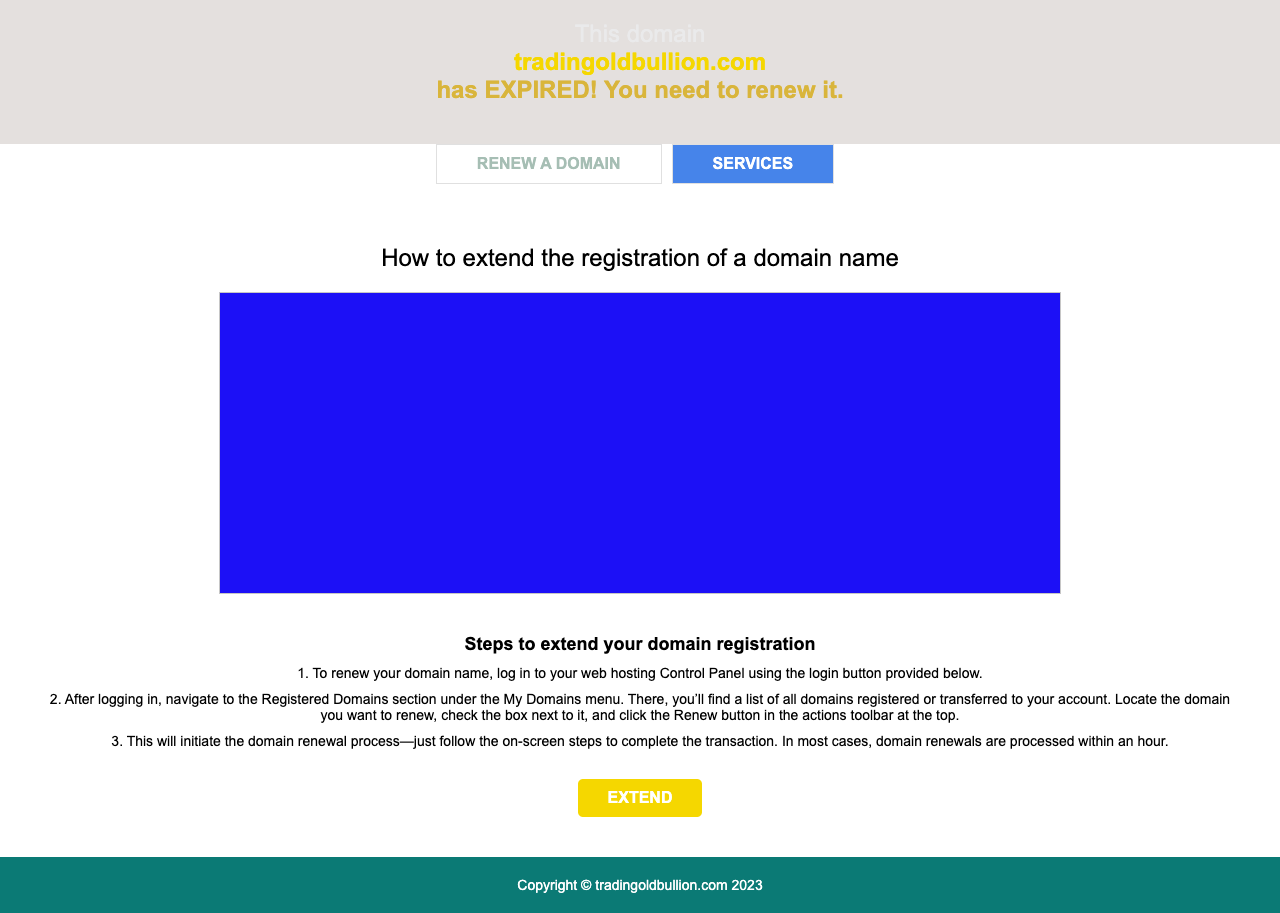 This domain
tradingoldbullion.com
has EXPIRED! You need to renew it.
RENEW A DOMAIN
SERVICES
How to extend the registration of a domain name
Steps to extend your domain registration
1. To renew your domain name, log in to your web hosting Control Panel using the login button provided below.
2. After logging in, navigate to the Registered Domains section under the My Domains menu. There, you’ll find a list of all domains registered or transferred to your account. Locate the domain
you want to renew, check the box next to it, and click the Renew button in the actions toolbar at the top.
3. This will initiate the domain renewal process—just follow the on-screen steps to complete the transaction. In most cases, domain renewals are processed within an hour.
EXTEND
Copyright © tradingoldbullion.com 2023